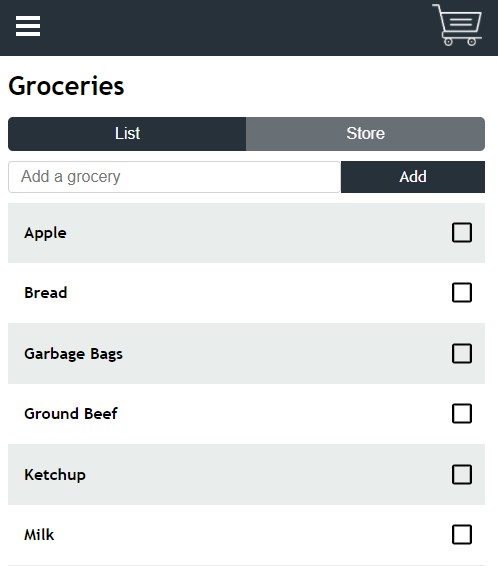 Groceries
List Store
Add a grocery Add
Apple
Bread
Garbage Bags
Ground Beef
Ketchup
Milk